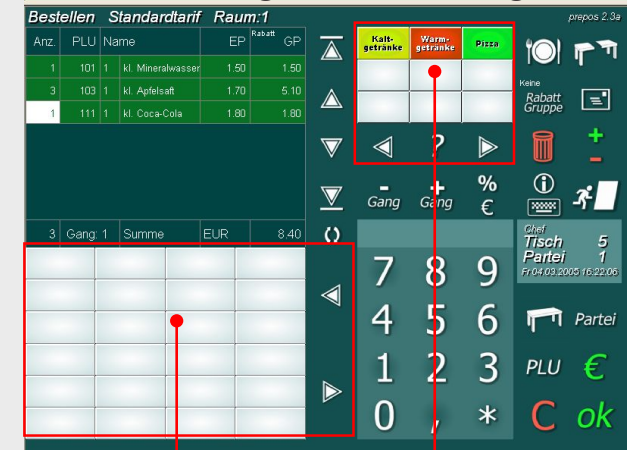 Bestellen Standardtarif Raum:1
prepos 2.3a
Anz. PLU Name EP Rabatt GP
1 101 1 kl. Mineralwasser 1.50 1.50
3 103 1 kl. Apfelsaft 1.70 5.10
1 111 1 kl. Coca-Cola 1.80 1.80
3 Gang: 1 Summe EUR 8.40
Kalt-
getränke
Warm-
getränke
Pizza
Keine
Rabatt
Gruppe
?
+
-
- Gang
+ Gang
% €
Chef
Tisch 5
Partei 1
Fr.04.03.2005 16:22:06
7 8 9
4 5 6 Partei
1 2 3 PLU €
0 , * C ok